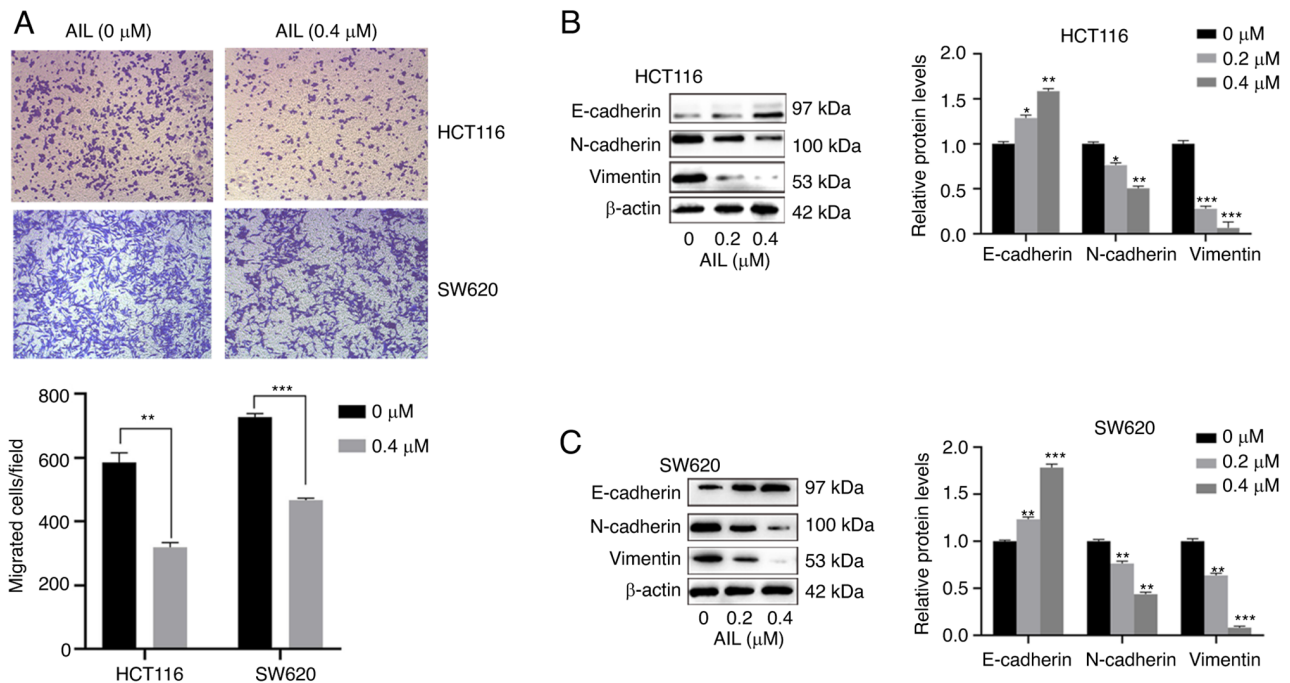 A
AIL (0 μM)
AIL (0.4 μM)
HCT116
SW620
800
600
400
200
0
Migrated cells/field
**
***
0 μM
0.4 μM
HCT116
SW620
B
HCT116
E-cadherin
97 kDa
N-cadherin
100 kDa
Vimentin
53 kDa
β-actin
42 kDa
0 0.2 0.4
AIL (μM)
HCT116
0 μM
0.2 μM
0.4 μM
Relative protein levels
2.0
1.5
1.0
0.5
0.0
* **
* **
*** ***
E-cadherin N-cadherin Vimentin
C
SW620
E-cadherin
97 kDa
N-cadherin
100 kDa
Vimentin
53 kDa
β-actin
42 kDa
0 0.2 0.4
AIL (μM)
SW620
0 μM
0.2 μM
0.4 μM
Relative protein levels
2.0
1.5
1.0
0.5
0.0
** ***
** **
** ***
E-cadherin N-cadherin Vimentin